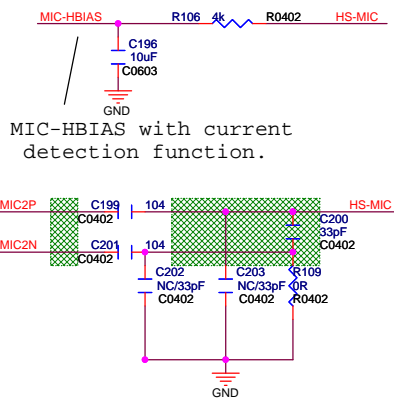 MIC-HBIAS R106 4k R0402 HS-MIC
C196
10uF
C0603
GND
MIC-HBIAS with current
detection function.
MIC2P C199 104 HS-MIC
C0402 C200
33pF
MIC2N C201 104 C0402
C0402 C202 C203 R109
NC/33pF NC/33pF 0R
C0402 C0402 R0402
GND